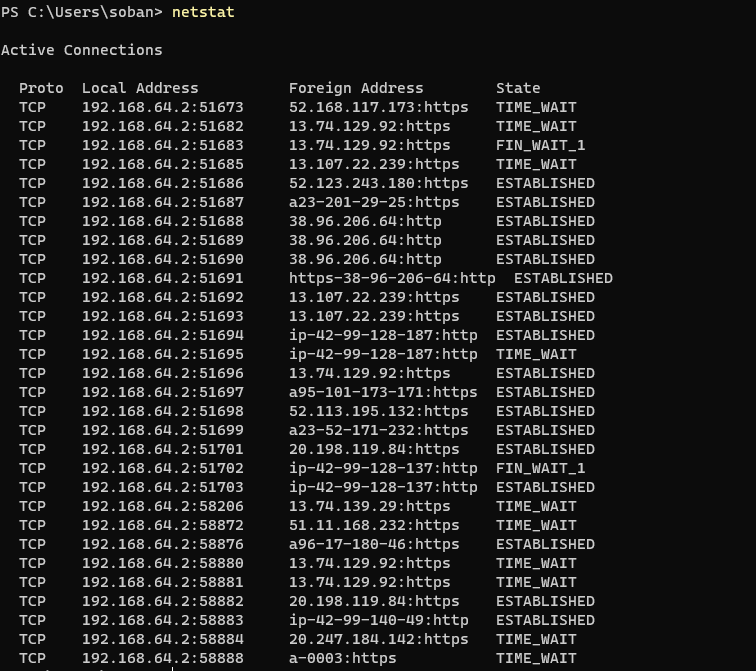 PS C:\Users\soban> netstat
Active Connections
Proto Local Address Foreign Address State
TCP 192.168.64.2:51673 52.168.117.173:https TIME_WAIT
TCP 192.168.64.2:51682 13.74.129.92:https TIME_WAIT
TCP 192.168.64.2:51683 13.74.129.92:https FIN_WAIT_1
TCP 192.168.64.2:51685 13.107.22.239:https TIME_WAIT
TCP 192.168.64.2:51686 52.123.243.180:https ESTABLISHED
TCP 192.168.64.2:51687 a23-201-29-25:https ESTABLISHED
TCP 192.168.64.2:51688 38.96.206.64:http ESTABLISHED
TCP 192.168.64.2:51689 38.96.206.64:http ESTABLISHED
TCP 192.168.64.2:51690 38.96.206.64:http ESTABLISHED
TCP 192.168.64.2:51691 https-38-96-206-64:http ESTABLISHED
TCP 192.168.64.2:51692 13.107.22.239:https ESTABLISHED
TCP 192.168.64.2:51693 13.107.22.239:https ESTABLISHED
TCP 192.168.64.2:51694 ip-42-99-128-187:http ESTABLISHED
TCP 192.168.64.2:51695 ip-42-99-128-187:http TIME_WAIT
TCP 192.168.64.2:51696 13.74.129.92:https ESTABLISHED
TCP 192.168.64.2:51697 a95-101-173-171:https ESTABLISHED
TCP 192.168.64.2:51698 52.113.195.132:https ESTABLISHED
TCP 192.168.64.2:51699 a23-52-171-232:https ESTABLISHED
TCP 192.168.64.2:51701 20.198.119.84:https ESTABLISHED
TCP 192.168.64.2:51702 ip-42-99-128-137:http FIN_WAIT_1
TCP 192.168.64.2:51703 ip-42-99-128-137:http ESTABLISHED
TCP 192.168.64.2:58206 13.74.139.29:https TIME_WAIT
TCP 192.168.64.2:58872 51.11.168.232:https TIME_WAIT
TCP 192.168.64.2:58876 a96-17-180-46:https ESTABLISHED
TCP 192.168.64.2:58880 13.74.129.92:https TIME_WAIT
TCP 192.168.64.2:58881 13.74.129.92:https TIME_WAIT
TCP 192.168.64.2:58882 20.198.119.84:https ESTABLISHED
TCP 192.168.64.2:58883 ip-42-99-140-49:http ESTABLISHED
TCP 192.168.64.2:58884 20.247.184.142:https TIME_WAIT
TCP 192.168.64.2:58888 a-0003:https TIME_WAIT